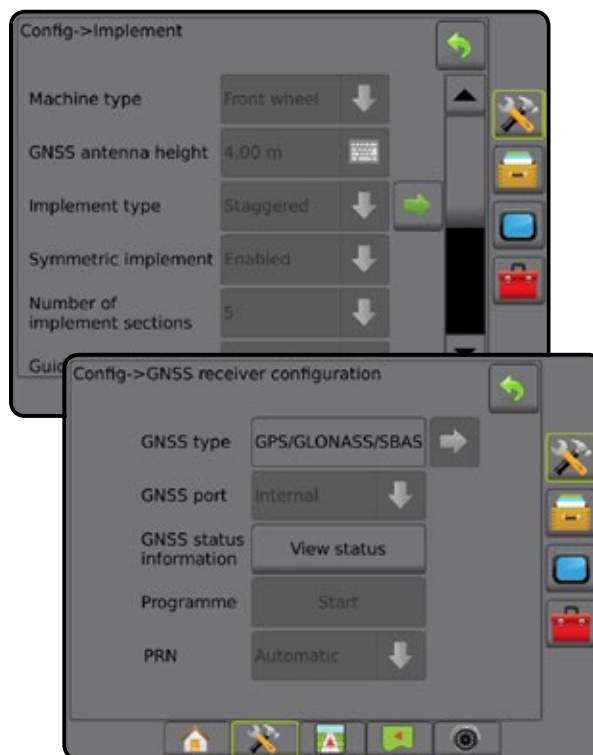 Config->Implement
Machine type Front wheel
GNSS antenna height 4.00 m
Implement type Staggered
Symmetric implement Enabled
Number of
implement sections 5
Config->GNSS receiver configuration
GNSS type GPS/GLONASS/SBAS
GNSS port Internal
GNSS status
information View status
Programme Start
PRN Automatic